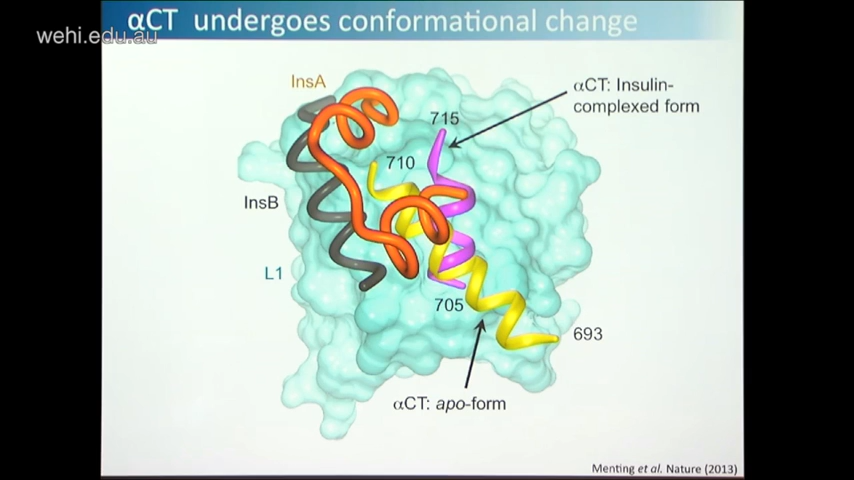 αCT undergoes conformational change
wehi.edu.au
InsA
αCT: Insulin-
complexed form
715
710
InsB
L1
705
693
αCT: apo-form
Menting et al. Nature (2013)